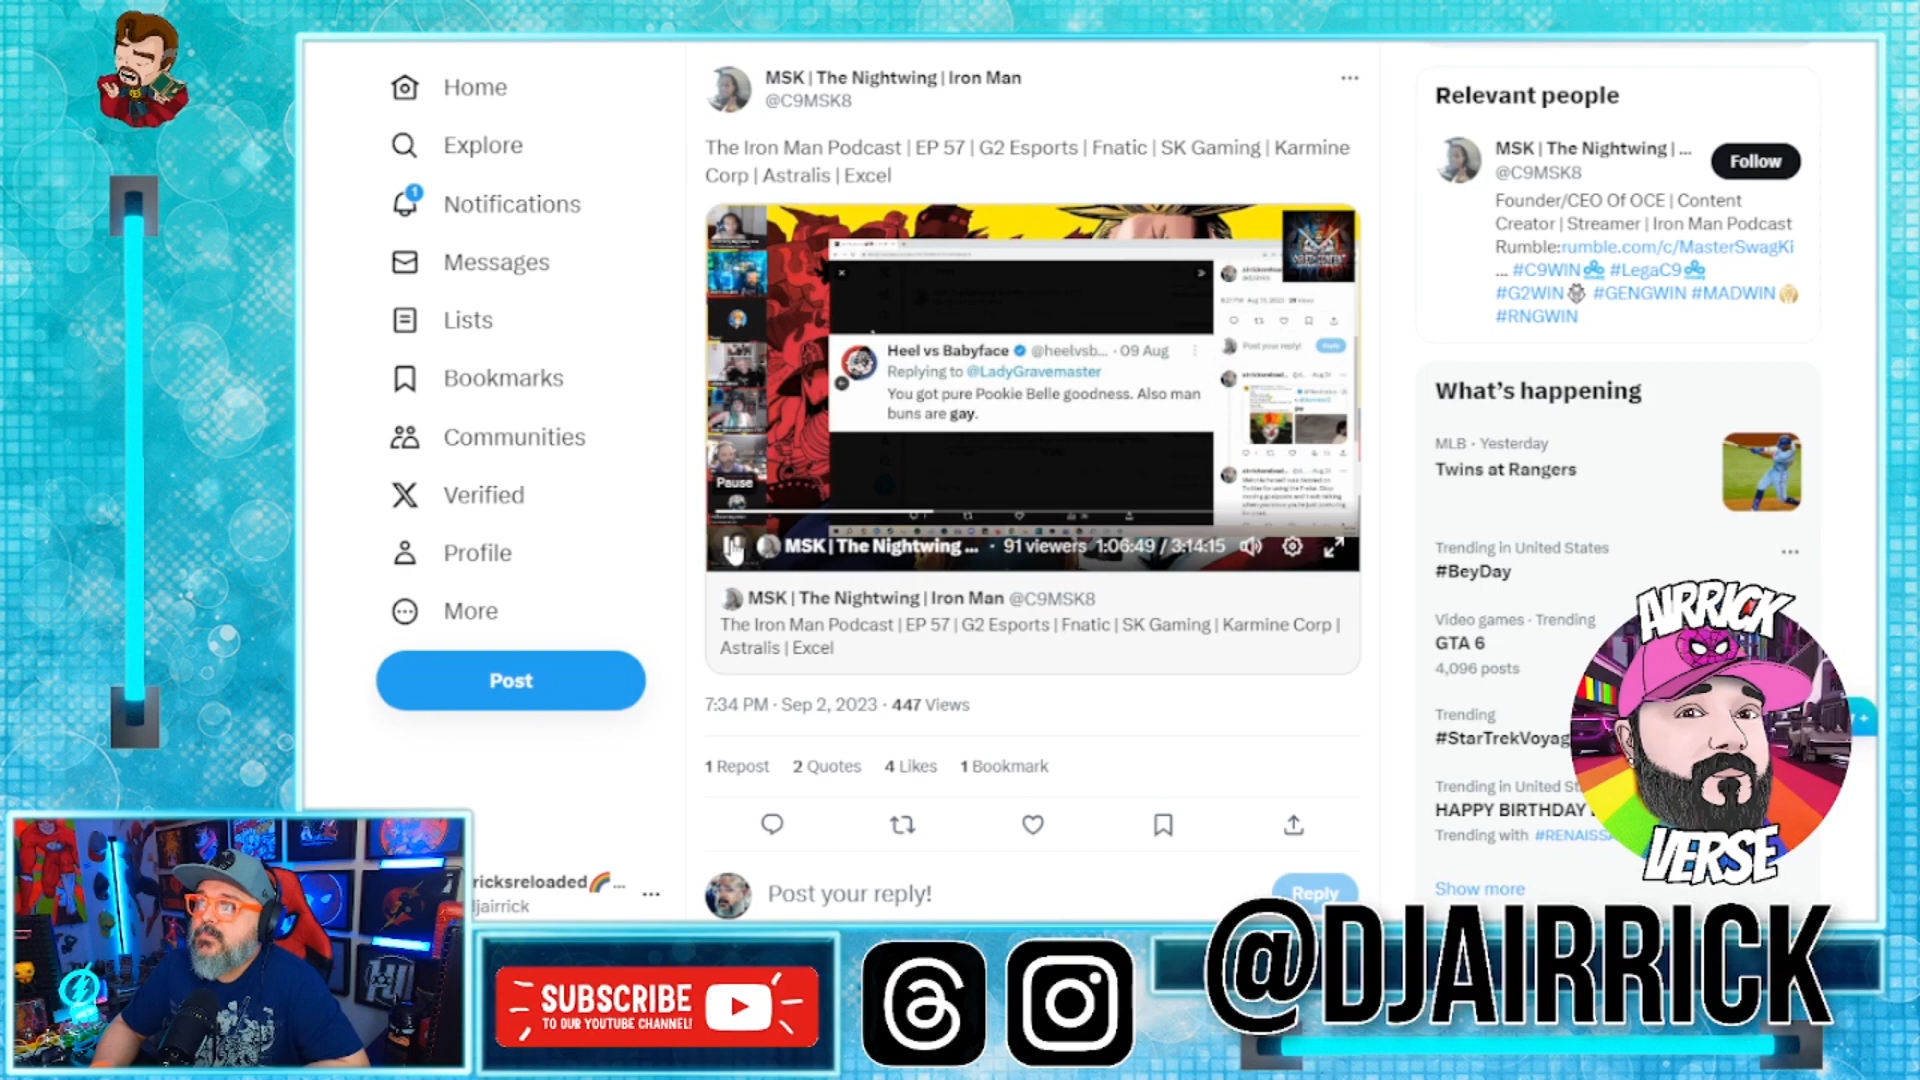 Home
Explore
1
Notifications
Messages
Lists
Bookmarks
Communities
Verified
Profile
More
Post
ricksreloaded🌈...
djairrick
MSK | The Nightwing | Iron Man
@C9MSK8
The Iron Man Podcast | EP 57 | G2 Esports | Fnatic | SK Gaming | Karmine
Corp | Astralis | Excel
Heel vs Babyface @heelvsb... · 09 Aug
Replying to @LadyGravemaster
You got pure Pookie Belle goodness. Also man
buns are gay.
Post your reply!
Reply
Pause
MSK | The Nightwing ... · 91 viewers 1:06:49 / 3:14:15
MSK | The Nightwing | Iron Man @C9MSK8
The Iron Man Podcast | EP 57 | G2 Esports | Fnatic | SK Gaming | Karmine Corp |
Astralis | Excel
7:34 PM · Sep 2, 2023 · 447 Views
1 Repost 2 Quotes 4 Likes 1 Bookmark
Post your reply!
Reply
Relevant people
MSK | The Nightwing | ...
@C9MSK8
Follow
Founder/CEO Of OCE | Content
Creator | Streamer | Iron Man Podcast
Rumble:rumble.com/c/MasterSwagKi
... #C9WIN #LegaC9
#G2WIN #GENGWIN #MADWIN
#RNGWIN
What's happening
MLB · Yesterday
Twins at Rangers
Trending in United States
#BeyDay
Video games · Trending
GTA 6
4,096 posts
Trending
#StarTrekVoyag
Trending in United St
HAPPY BIRTHDAY
Trending with #RENAISSA
Show more
AIRRICK
VERSE
SUBSCRIBE
TO OUR YOUTUBE CHANNEL!
@DJAIRRICK